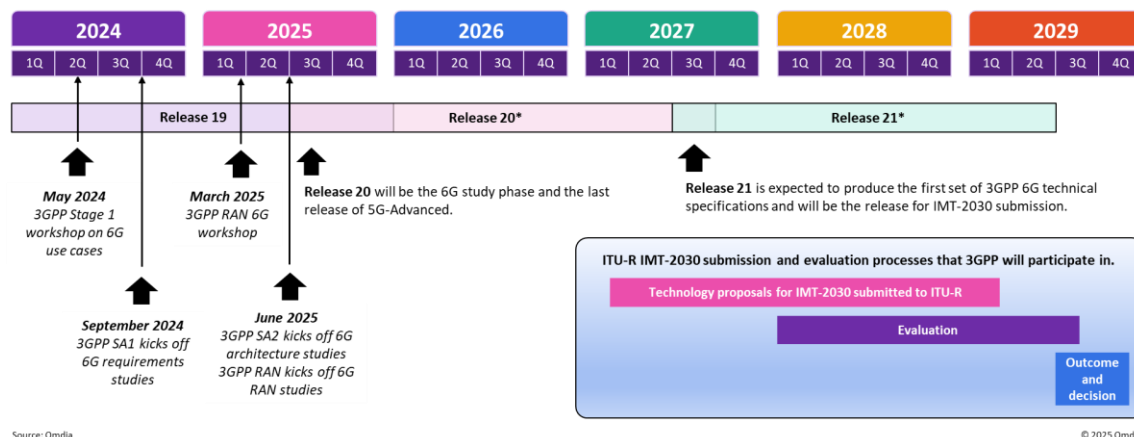 2024
2025
2026
2027
2028
2029
1Q 2Q 3Q 4Q
1Q 2Q 3Q 4Q
1Q 2Q 3Q 4Q
1Q 2Q 3Q 4Q
1Q 2Q 3Q 4Q
1Q 2Q 3Q 4Q
Release 19
Release 20*
Release 21*
May 2024
3GPP Stage 1
workshop on 6G
use cases
March 2025
3GPP RAN 6G
workshop
Release 20 will be the 6G study phase and the last
release of 5G-Advanced.
Release 21 is expected to produce the first set of 3GPP 6G technical
specifications and will be the release for IMT-2030 submission.
September 2024
3GPP SA1 kicks off
6G requirements
studies
June 2025
3GPP SA2 kicks off 6G
architecture studies
3GPP RAN kicks off 6G
RAN studies
ITU-R IMT-2030 submission and evaluation processes that 3GPP will participate in.
Technology proposals for IMT-2030 submitted to ITU-R
Evaluation
Outcome
and
decision
Source: Omdia
© 2025 Omdi